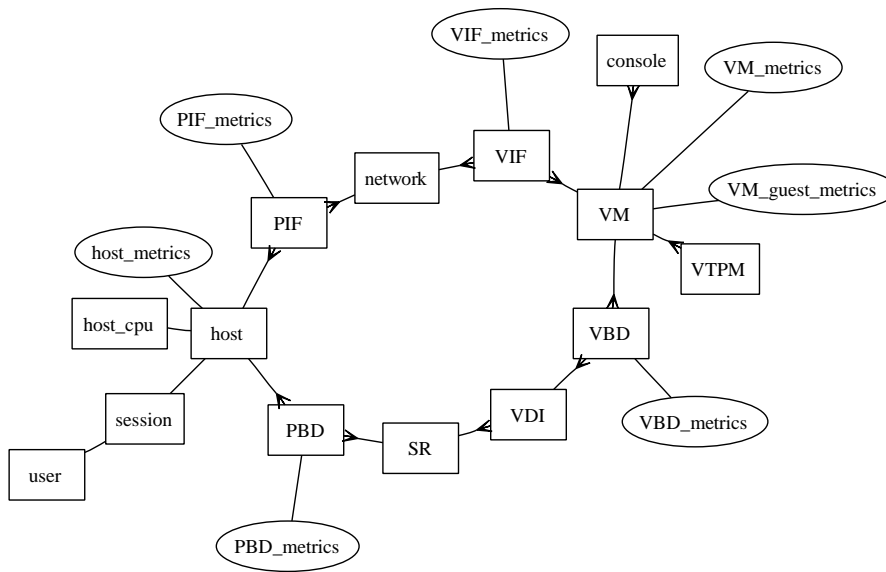 VIF_metrics
console
VM_metrics
PIF_metrics
VIF
network
VM_guest_metrics
VM
PIF
host_metrics
VTPM
host_cpu
host
VBD
session
PBD
VDI
VBD_metrics
SR
user
PBD_metrics